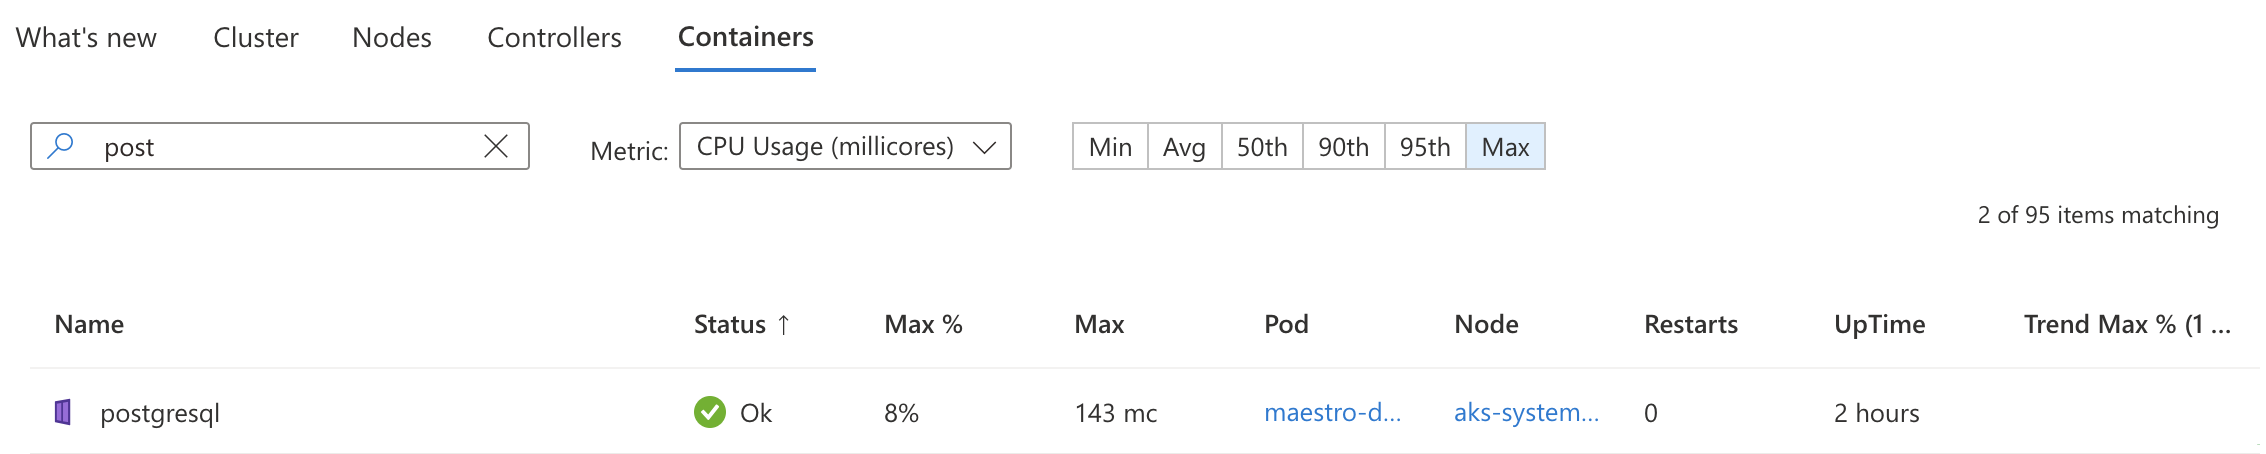 What's new Cluster Nodes Controllers Containers
post Metric: CPU Usage (millicores) Min Avg 50th 90th 95th Max
2 of 95 items matching
Name Status ↑ Max % Max Pod Node Restarts UpTime Trend Max % (1 ...
postgresql Ok 8% 143 mc maestro-d... aks-system... 0 2 hours